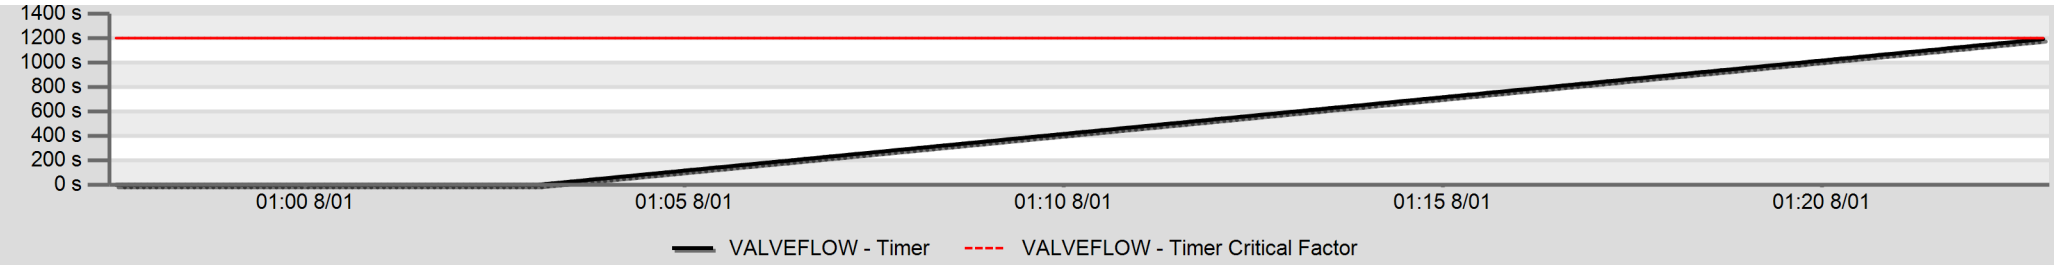 1400 s
1200 s
1000 s
800 s
600 s
400 s
200 s
0 s
01:00 8/01 01:05 8/01 01:10 8/01 01:15 8/01 01:20 8/01
VALVEFLOW - Timer VALVEFLOW - Timer Critical Factor